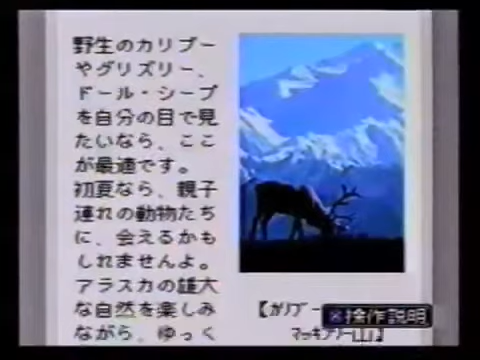 野生のカリブー
やグリズリー、
ドール・シープ
を自分の目で見
たいなら、ここ
が最適です。
初夏なら、親子
連れの動物たち
に、会えるかも
しれませんよ。
アラスカの雄大
な自然を楽しみ
ながら、ゆっく
【カリブー
※操作説明
マッキンリー山】